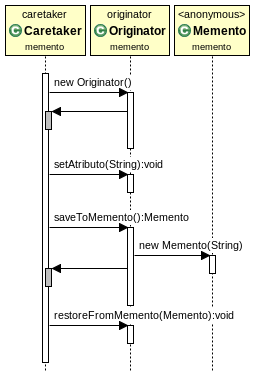 caretaker
C Caretaker
memento
originator
C Originator
memento
<anonymous>
C Memento
memento
new Originator()
setAtributo(String):void
saveToMemento():Memento
new Memento(String)
restoreFromMemento(Memento):void